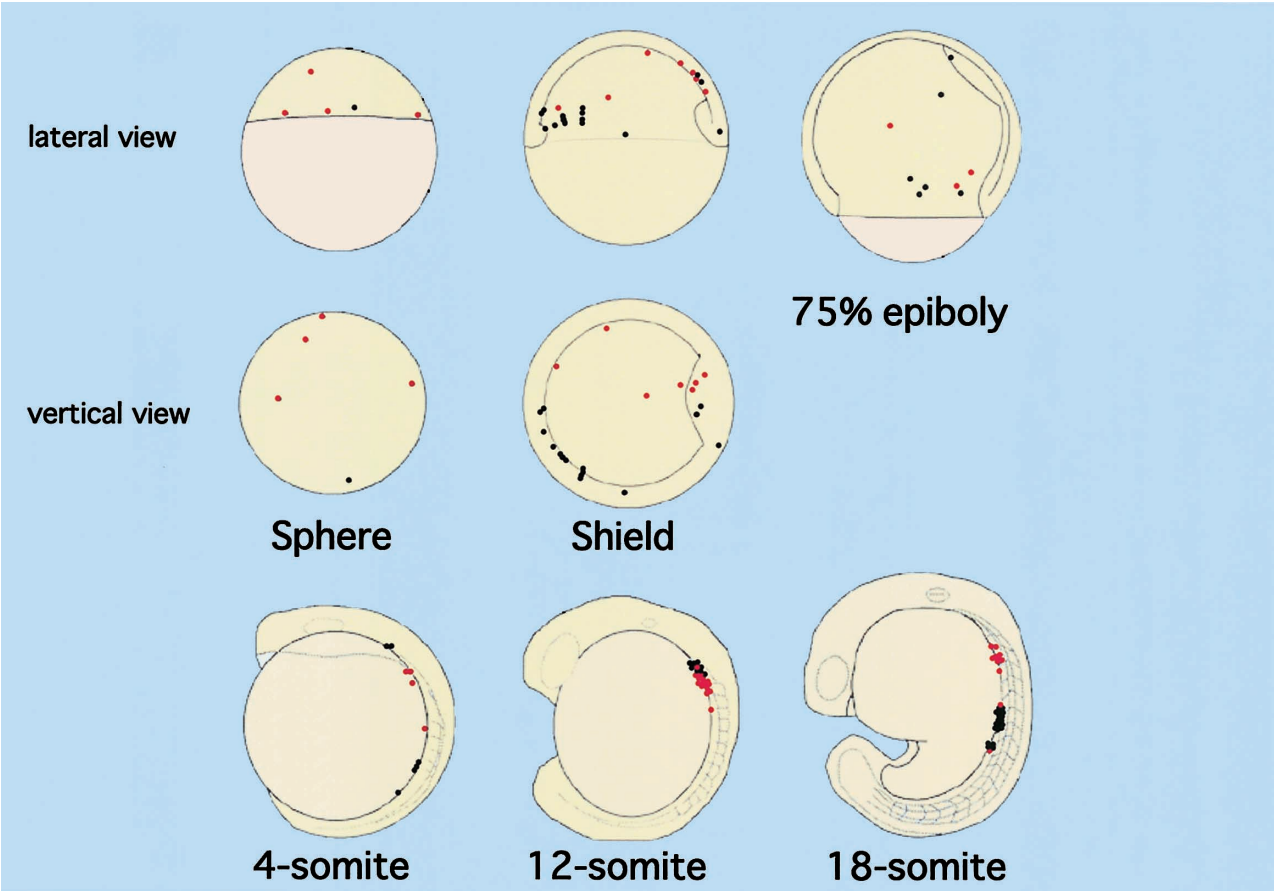 lateral view
75% epiboly
vertical view
Sphere
Shield
4-somite
12-somite
18-somite